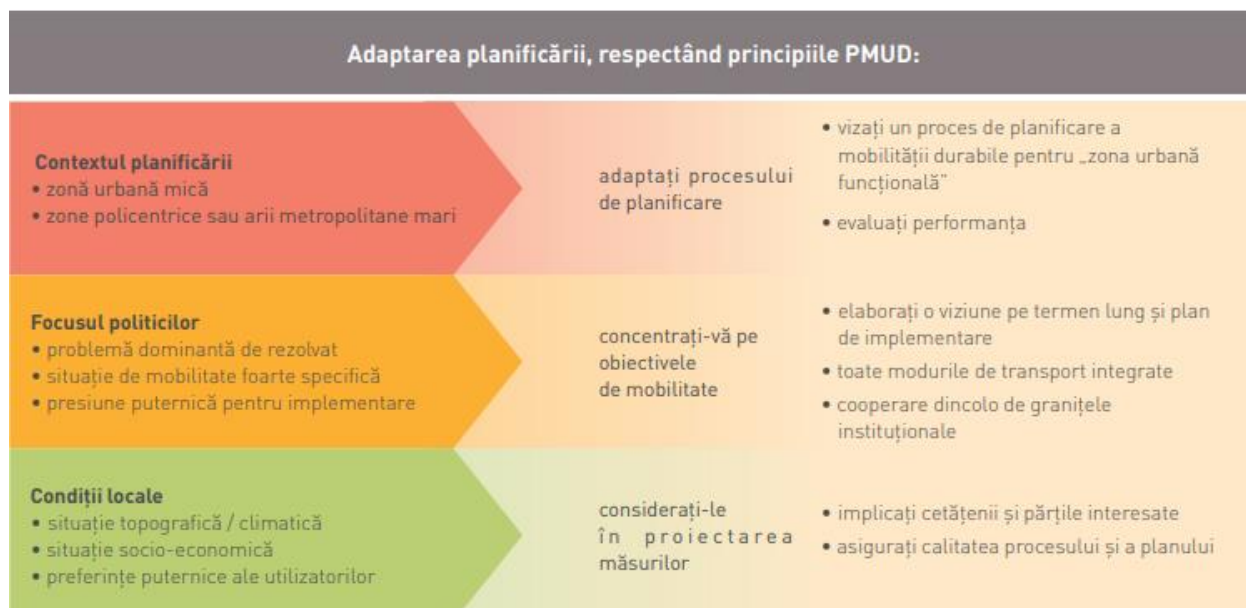 Adaptarea planificării, respectând principiile PMUD:
Contextul planificării
• zonă urbană mică
• zone policentrice sau arii metropolitane mari
adaptați procesului
de planificare
• vizați un proces de planificare a
mobilității durabile pentru „zona urbană
funcțională”
• evaluați performanța
Focusul politicilor
• problemă dominantă de rezolvat
• situație de mobilitate foarte specifică
• presiune puternică pentru implementare
concentrați-vă pe
obiectivele
de mobilitate
• elaborați o viziune pe termen lung și plan
de implementare
• toate modurile de transport integrate
• cooperare dincolo de granițele
instituționale
Condiții locale
• situație topografică / climatică
• situație socio-economică
• preferințe puternice ale utilizatorilor
considerați-le
în proiectarea
măsurilor
• implicați cetățenii și părțile interesate
• asigurați calitatea procesului și a planului